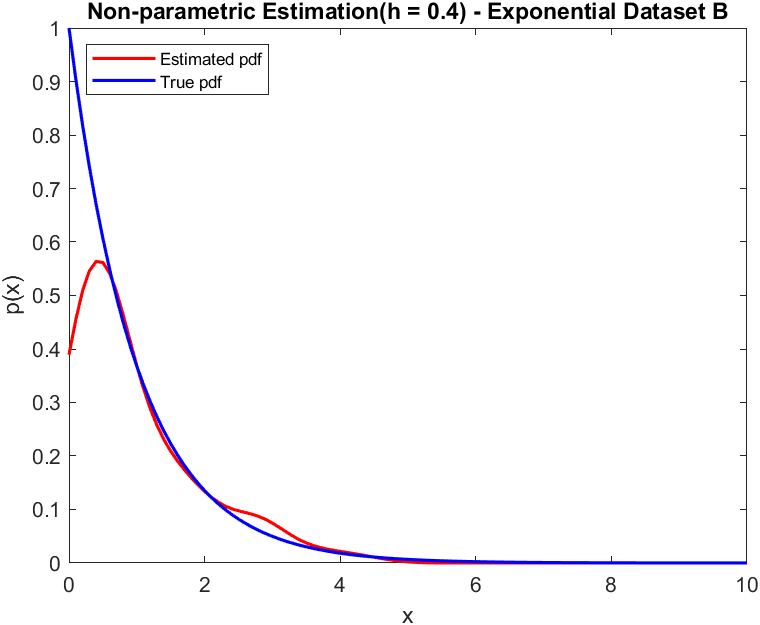 Non-parametric Estimation(h = 0.4) - Exponential Dataset B
1
0.9
0.8
0.7
0.6
0.5
0.4
0.3
0.2
0.1
0
p(x)
Estimated pdf
True pdf
0 2 4 6 8 10
x